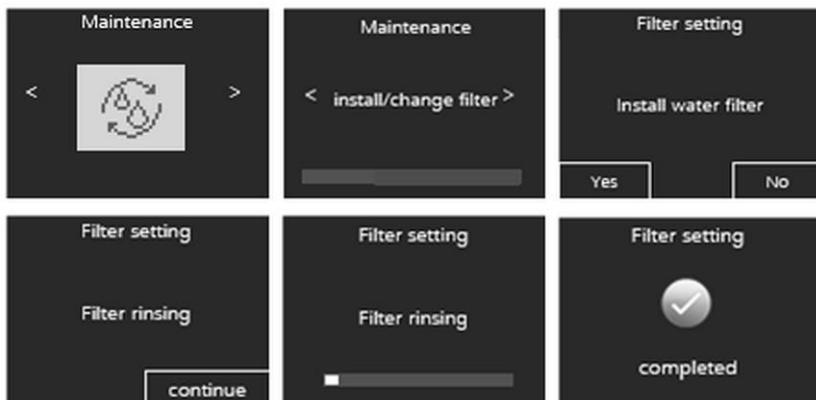 Maintenance
< >
Maintenance
< install/change filter >
Filter setting
Install water filter
Yes No
Filter setting
Filter rinsing
continue
Filter setting
Filter rinsing
Filter setting
completed